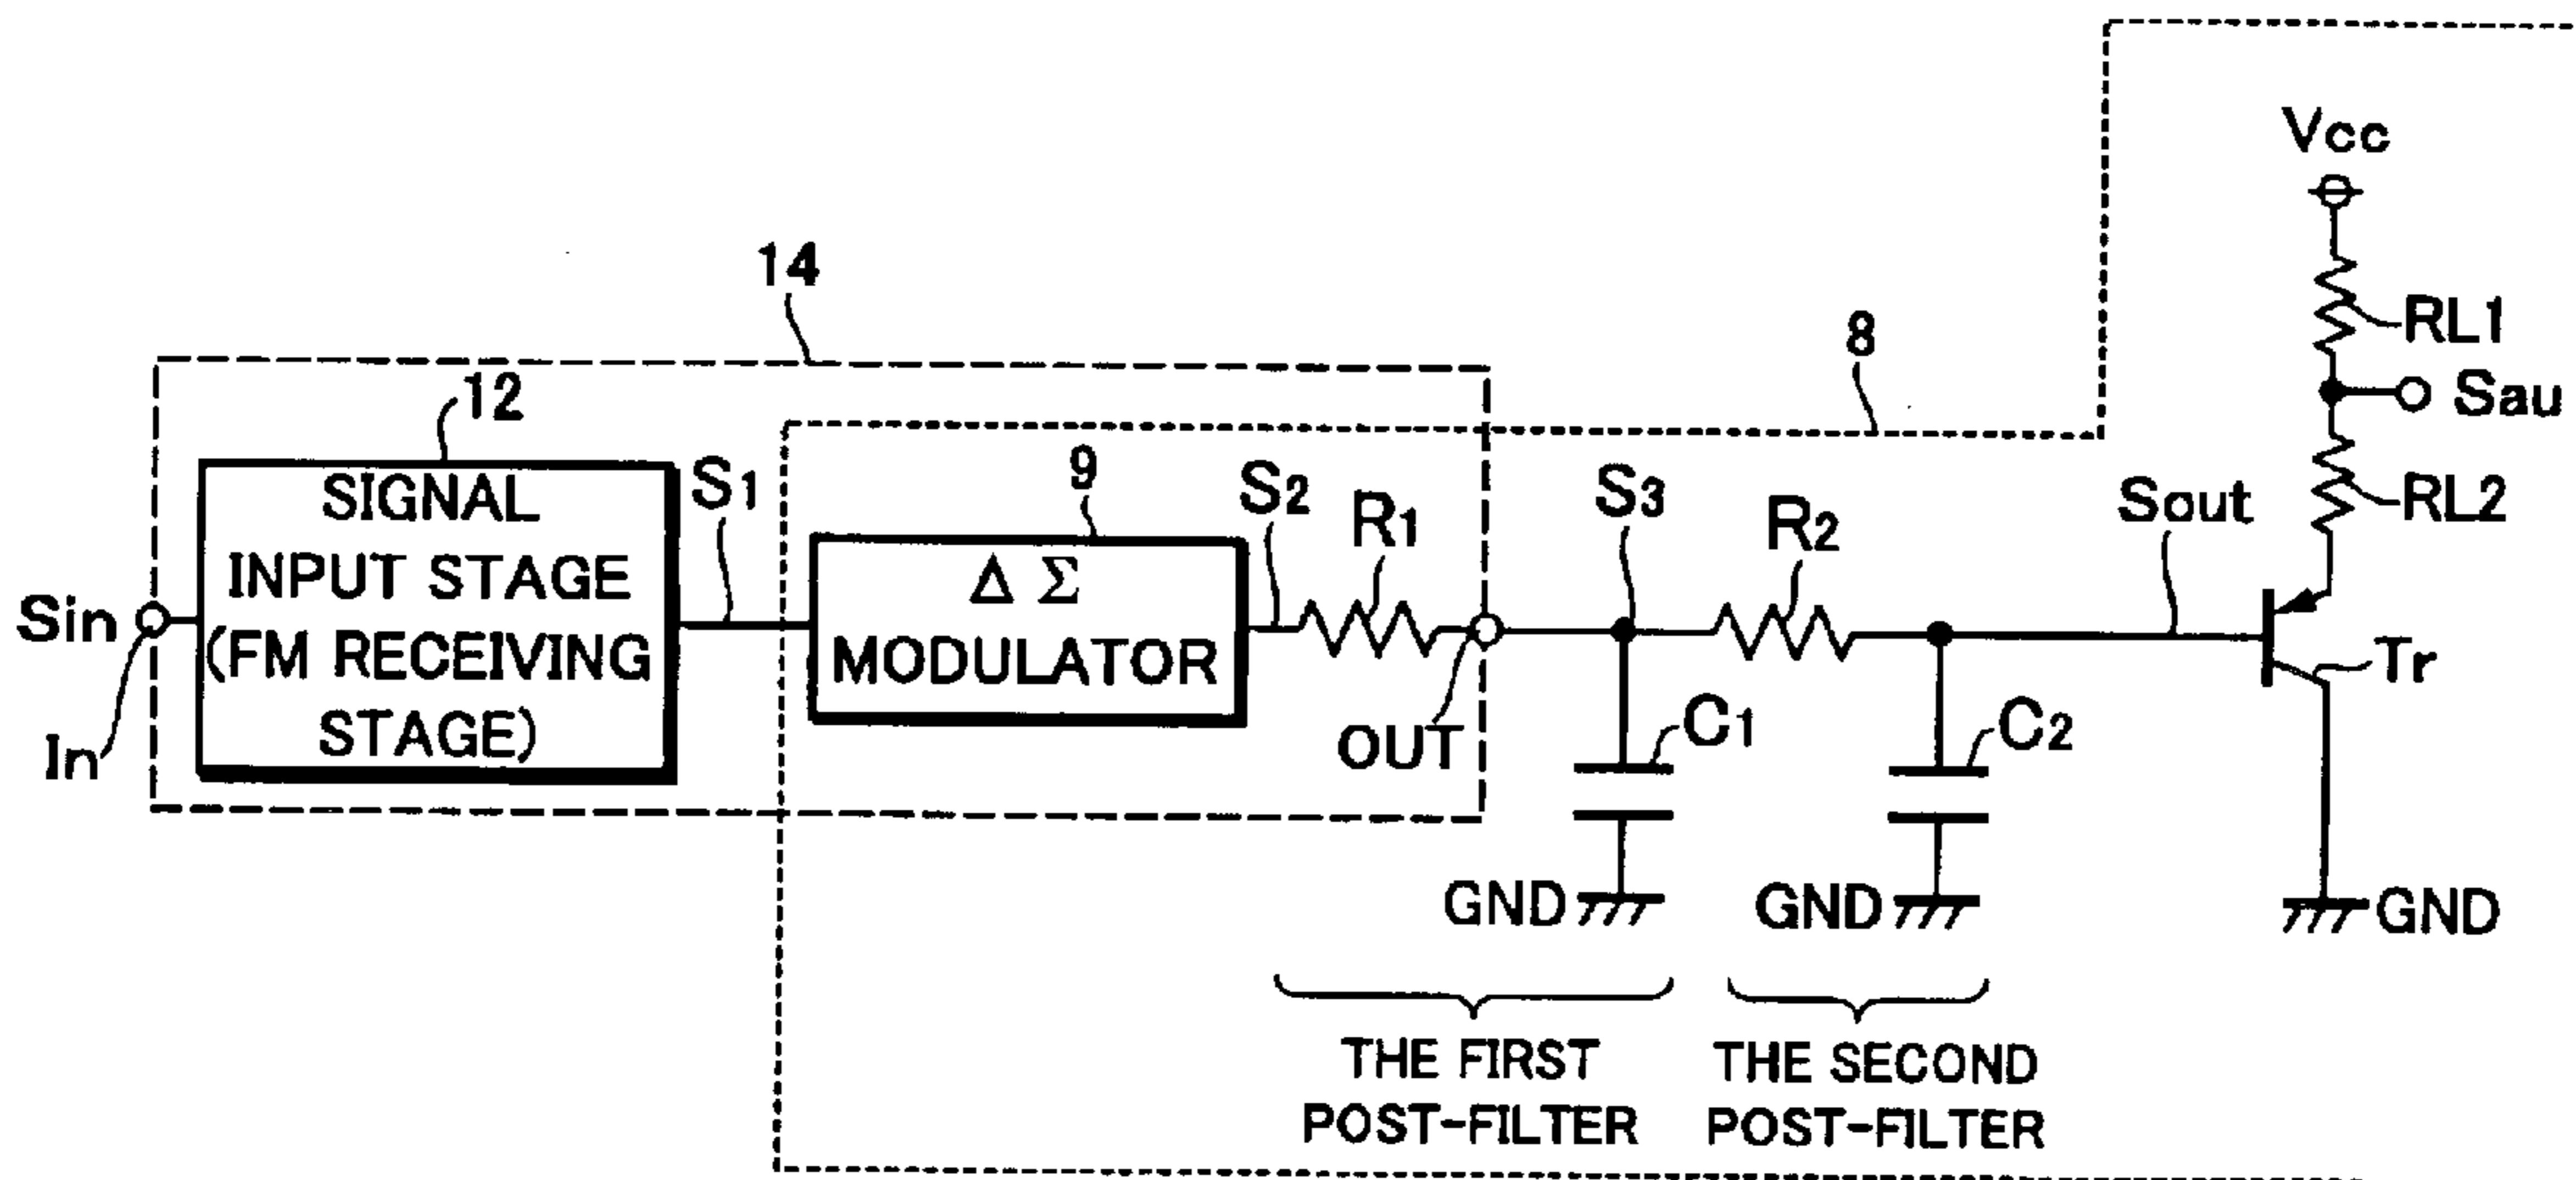 Vcc
14
8
RL1
12
Sau
S1
9
S2
R1
S3
R2
Sout
RL2
SIGNAL
INPUT STAGE
(FM RECEIVING
STAGE)
Δ Σ
MODULATOR
Sin
In
OUT
C1
C2
Tr
GND
GND
GND
THE FIRST
POST-FILTER
THE SECOND
POST-FILTER